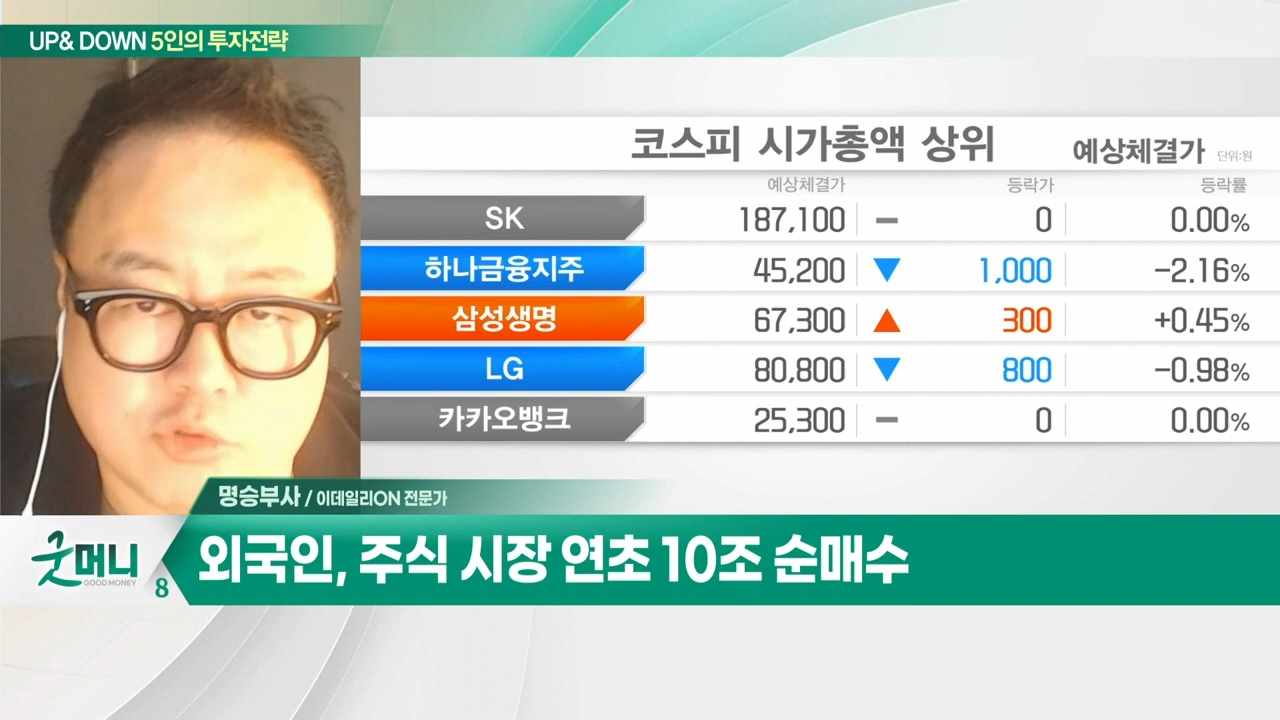 UP& DOWN 5인의 투자전략
코스피 시가총액 상위 예상체결가 단위:원
예상체결가 등락가 등락률
SK 187,100 0 0.00%
하나금융지주 45,200 ▼ 1,000 -2.16%
삼성생명 67,300 ▲ 300 +0.45%
LG 80,800 ▼ 800 -0.98%
카카오뱅크 25,300 0 0.00%
명승부사 / 이데일리ON 전문가
굿머니
GOOD MONEY
8
외국인, 주식 시장 연초 10조 순매수